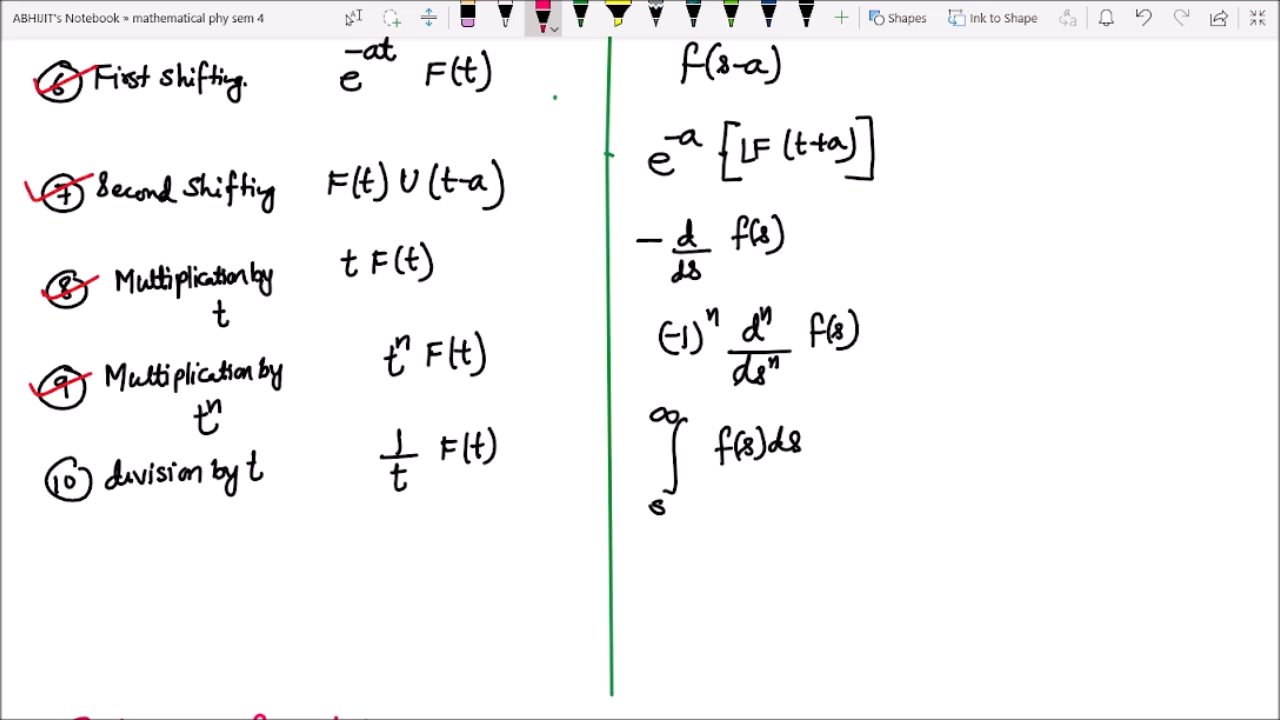 ABHIJIT's Notebook » mathematical phy sem 4
Shapes
Ink to Shape
⑥ First shifting. e^{-at} F(t) f(s-a)
⑦ Second Shifting F(t) U(t-a) e^{-a} [LF(t+a)]
⑧ Multiplication by t F(t) -d/ds f(s)
t
⑨ Multiplication by t^n F(t) (-1)^n d^n/ds^n f(s)
t^n
⑩ division by t 1/t F(t) ∫_s^∞ f(s)ds